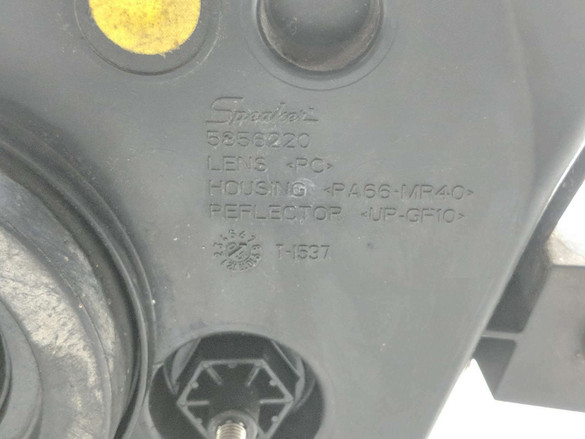 Speaker
5856220
LENS <PC>
HOUSING <PA66-MR40>
REFLECTOR <UP-GF10>
T-1537